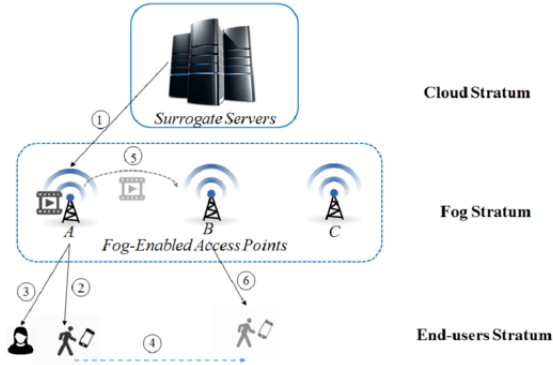 Surrogate Servers
Cloud Stratum
1
5
A
B
C
Fog-Enabled Access Points
Fog Stratum
3
2
6
4
End-users Stratum